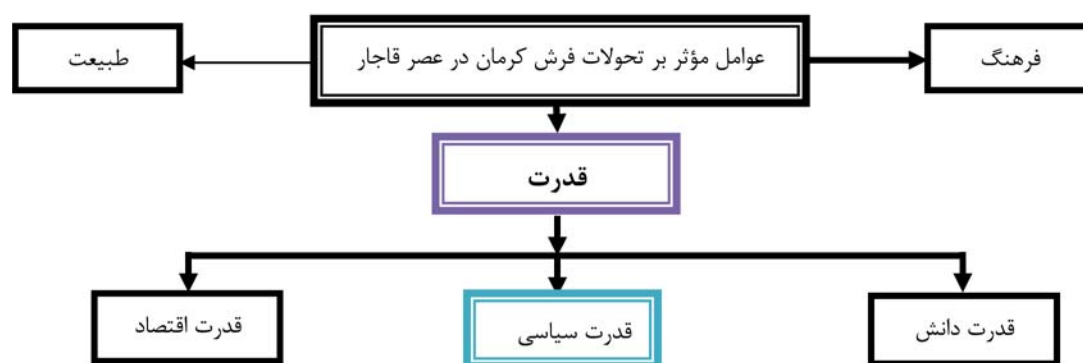 عوامل مؤثر بر تحولات فرش کرمان در عصر قاجار
فرهنگ
طبیعت
قدرت
قدرت دانش
قدرت سیاسی
قدرت اقتصاد